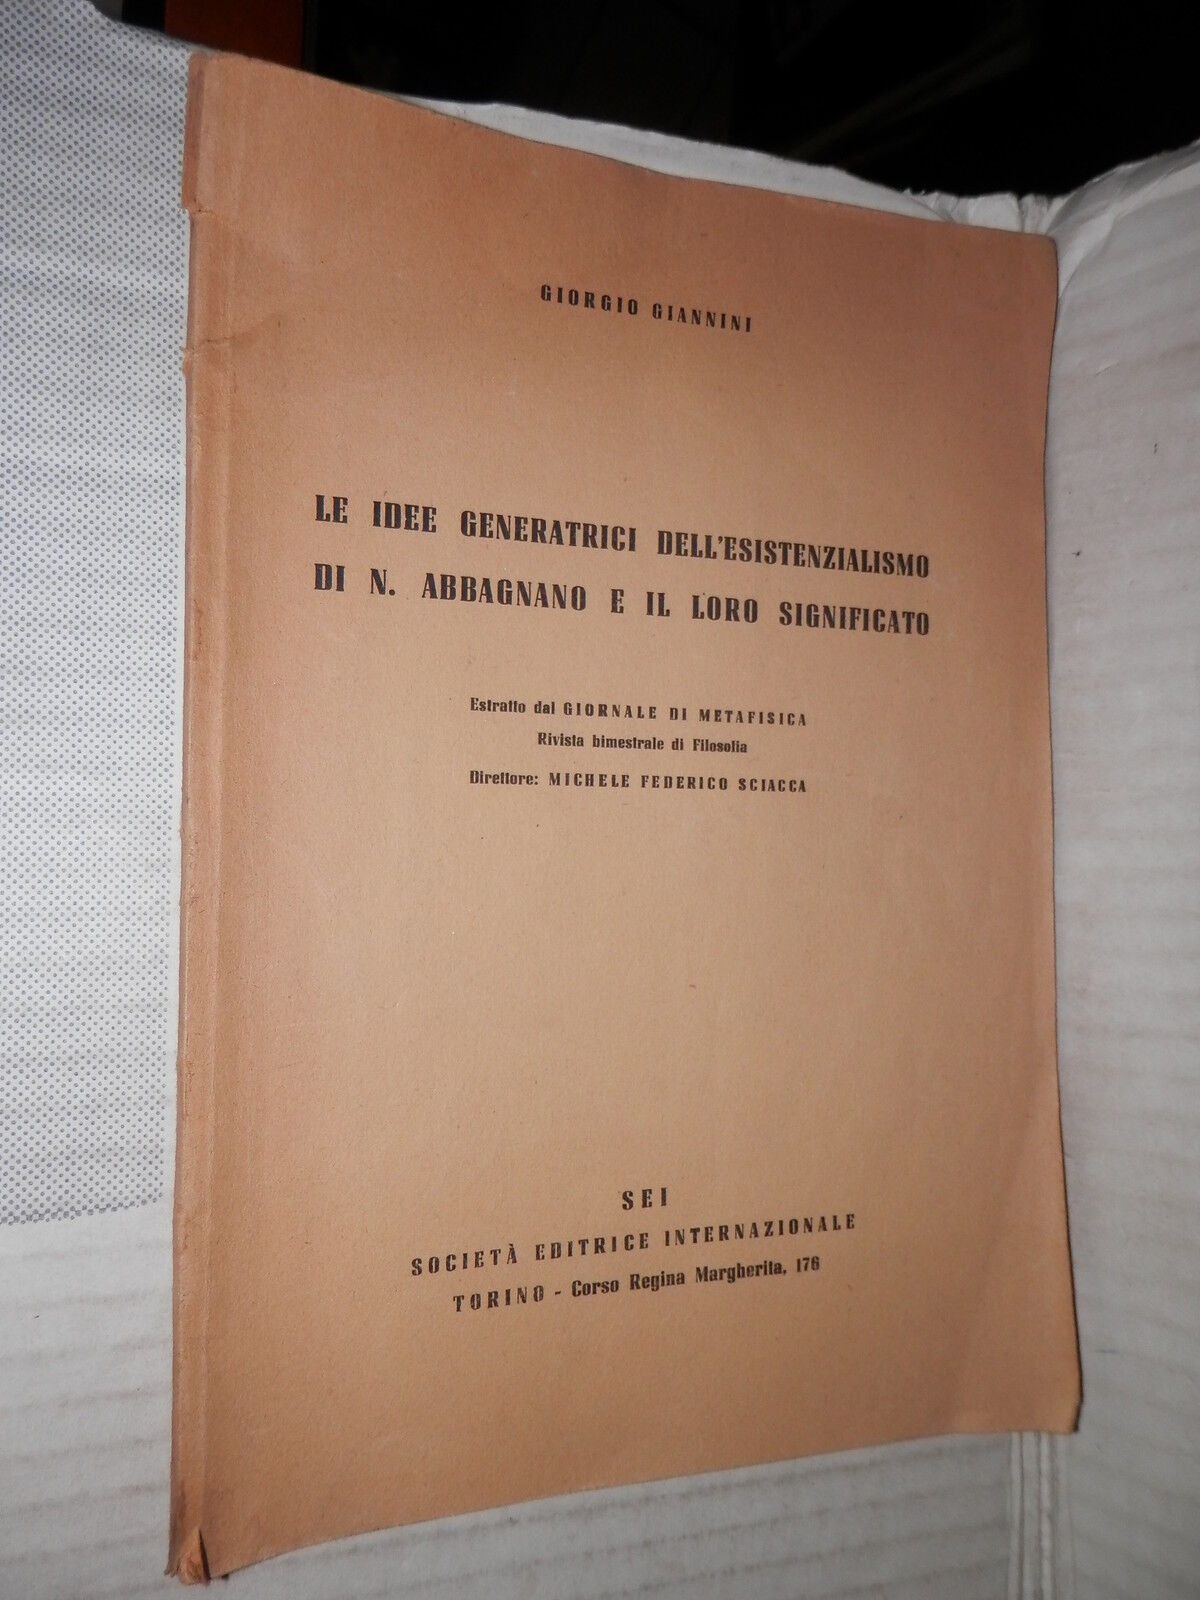 GIORGIO GIANNINI
LE IDEE GENERATRICI DELL'ESISTENZIALISMO
DI N. ABBAGNANO E IL LORO SIGNIFICATO
Estratto dal GIORNALE DI METAFISICA
Rivista bimestrale di Filosofia
Direttore: MICHELE FEDERICO SCIACCA
SEI
SOCIETÀ EDITRICE INTERNAZIONALE
TORINO - Corso Regina Margherita, 176